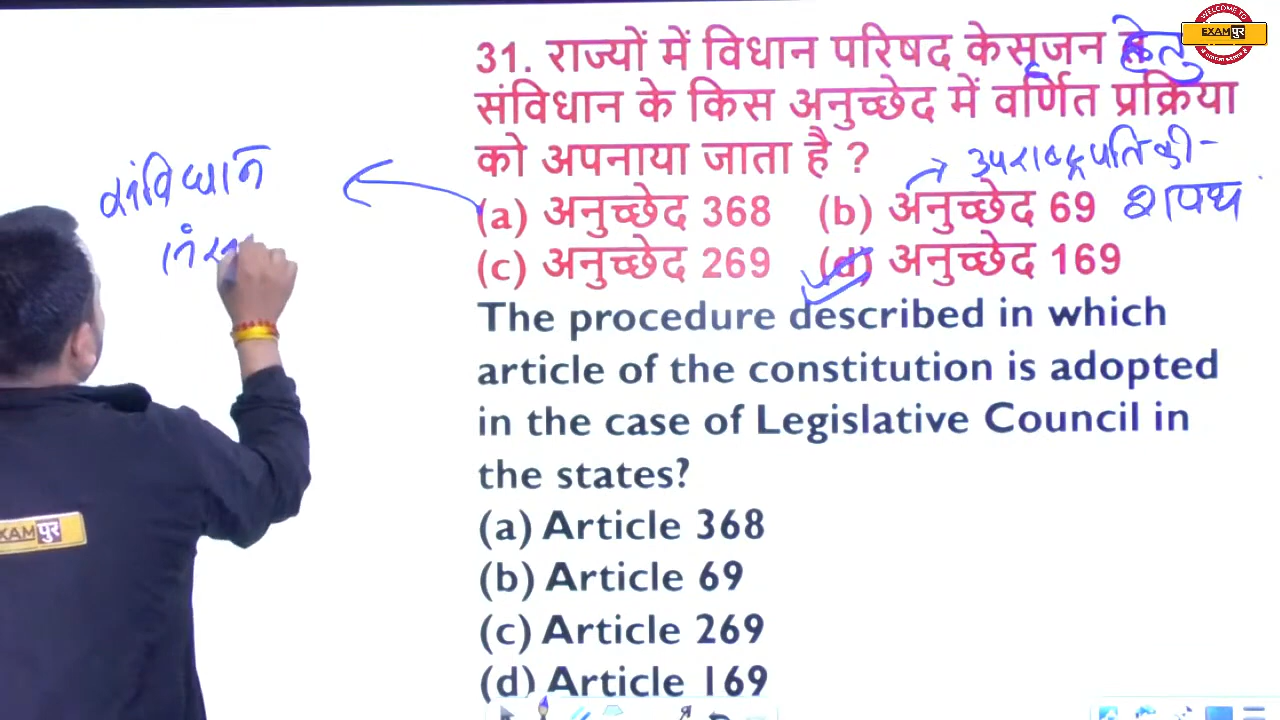 WELCOME TO
EXAMपुर
31. राज्यों में विधान परिषद केसृजन हेतु
संविधान के किस अनुच्छेद में वर्णित प्रक्रिया
को अपनाया जाता है ?
उपराष्ट्रपति की -
शपथ
संविधान
(a) अनुच्छेद 368 (b) अनुच्छेद 69
(c) अनुच्छेद 269 (d) अनुच्छेद 169
The procedure described in which
article of the constitution is adopted
in the case of Legislative Council in
the states?
(a) Article 368
(b) Article 69
(c) Article 269
(d) Article 169
EXAMपुर